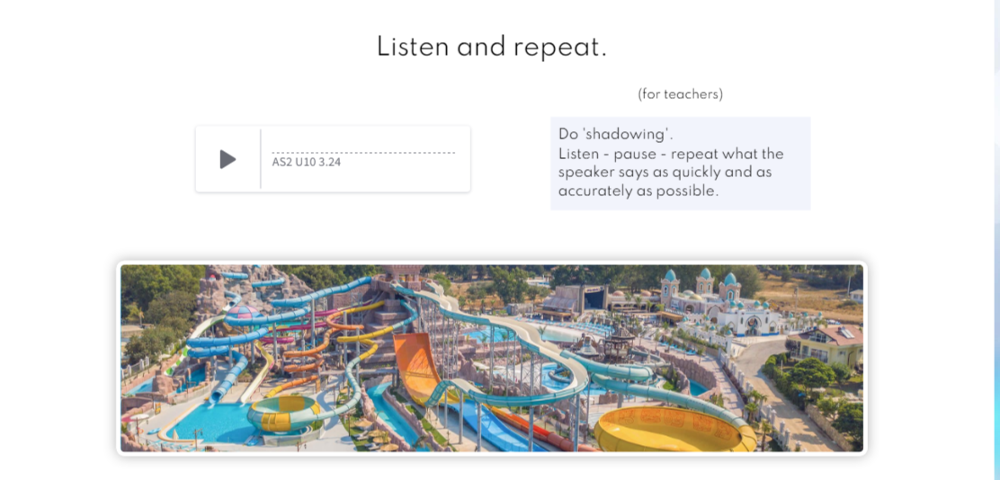 Listen and repeat.
(for teachers)
AS2 U10 3.24
Do 'shadowing'.
Listen - pause - repeat what the
speaker says as quickly and as
accurately as possible.